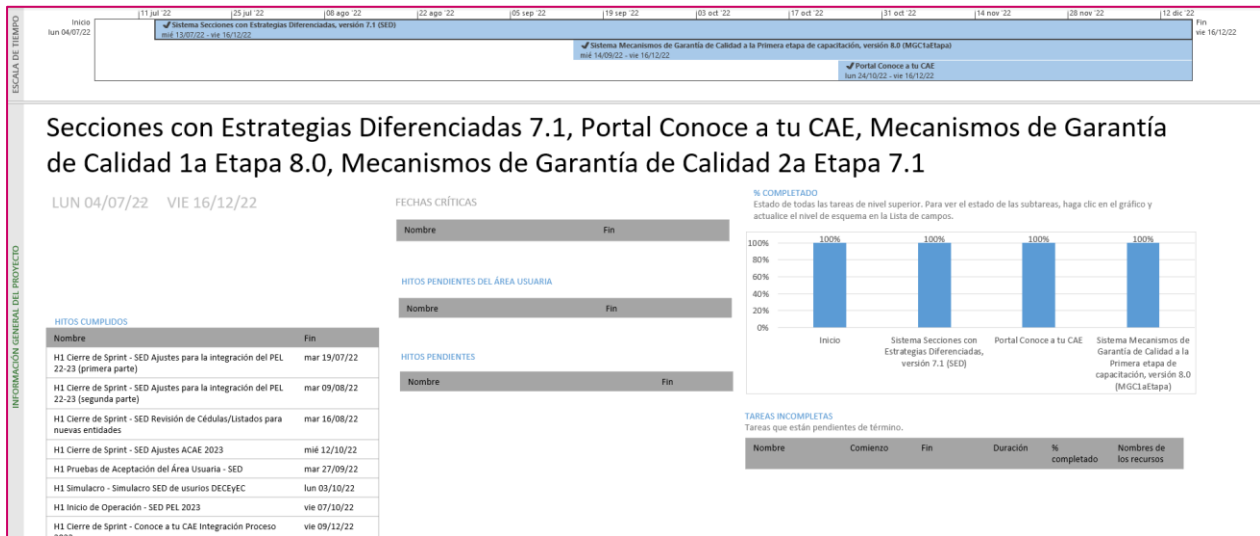 ESCALA DE TIEMPO
Inicio
lun 04/07/22
11 jul '22 25 jul '22 08 ago '22 22 ago '22 05 sep '22 19 sep '22 03 oct '22 17 oct '22 31 oct '22 14 nov '22 28 nov '22 12 dic '22
Sistema Secciones con Estrategias Diferenciadas, versión 7.1 (SED)
mié 13/07/22 - vie 16/12/22
Sistema Mecanismos de Garantía de Calidad a la Primera etapa de capacitación, versión 8.0 (MGC1aEtapa)
mié 14/09/22 - vie 16/12/22
Portal Conoce a tu CAE
lun 24/10/22 - vie 16/12/22
Fin
vie 16/12/22
INFORMACIÓN GENERAL DEL PROYECTO
Secciones con Estrategias Diferenciadas 7.1, Portal Conoce a tu CAE, Mecanismos de Garantía
de Calidad 1a Etapa 8.0, Mecanismos de Garantía de Calidad 2a Etapa 7.1
LUN 04/07/22 VIE 16/12/22
HITOS CUMPLIDOS
Nombre Fin
H1 Cierre de Sprint - SED Ajustes para la integración del PEL mar 19/07/22
22-23 (primera parte)
H1 Cierre de Sprint - SED Ajustes para la integración del PEL mar 09/08/22
22-23 (segunda parte)
H1 Cierre de Sprint - SED Revisión de Cédulas/Listados para mar 16/08/22
nuevas entidades
H1 Cierre de Sprint - SED Ajustes ACAE 2023 mié 12/10/22
H1 Pruebas de Aceptación del Área Usuaria - SED mar 27/09/22
H1 Simulacro - Simulacro SED de usurios DECEyEC lun 03/10/22
H1 Inicio de Operación - SED PEL 2023 vie 07/10/22
H1 Cierre de Sprint - Conoce a tu CAE Integración Proceso vie 09/12/22
FECHAS CRÍTICAS
Nombre Fin
HITOS PENDIENTES DEL ÁREA USUARIA
Nombre Fin
HITOS PENDIENTES
Nombre Fin
% COMPLETADO
Estado de todas las tareas de nivel superior. Para ver el estado de las subtareas, haga clic en el gráfico y
actualice el nivel de esquema en la Lista de campos.
100% 100% 100% 100%
100%
80%
60%
40%
20%
0%
Inicio
Sistema Secciones con
Estrategias Diferenciadas,
versión 7.1 (SED)
Portal Conoce a tu CAE
Sistema Mecanismos de
Garantía de Calidad a la
Primera etapa de
capacitación, versión 8.0
(MGC1aEtapa)
TAREAS INCOMPLETAS
Tareas que están pendientes de término.
Nombre Comienzo Fin Duración % Nombres de
completado los recursos